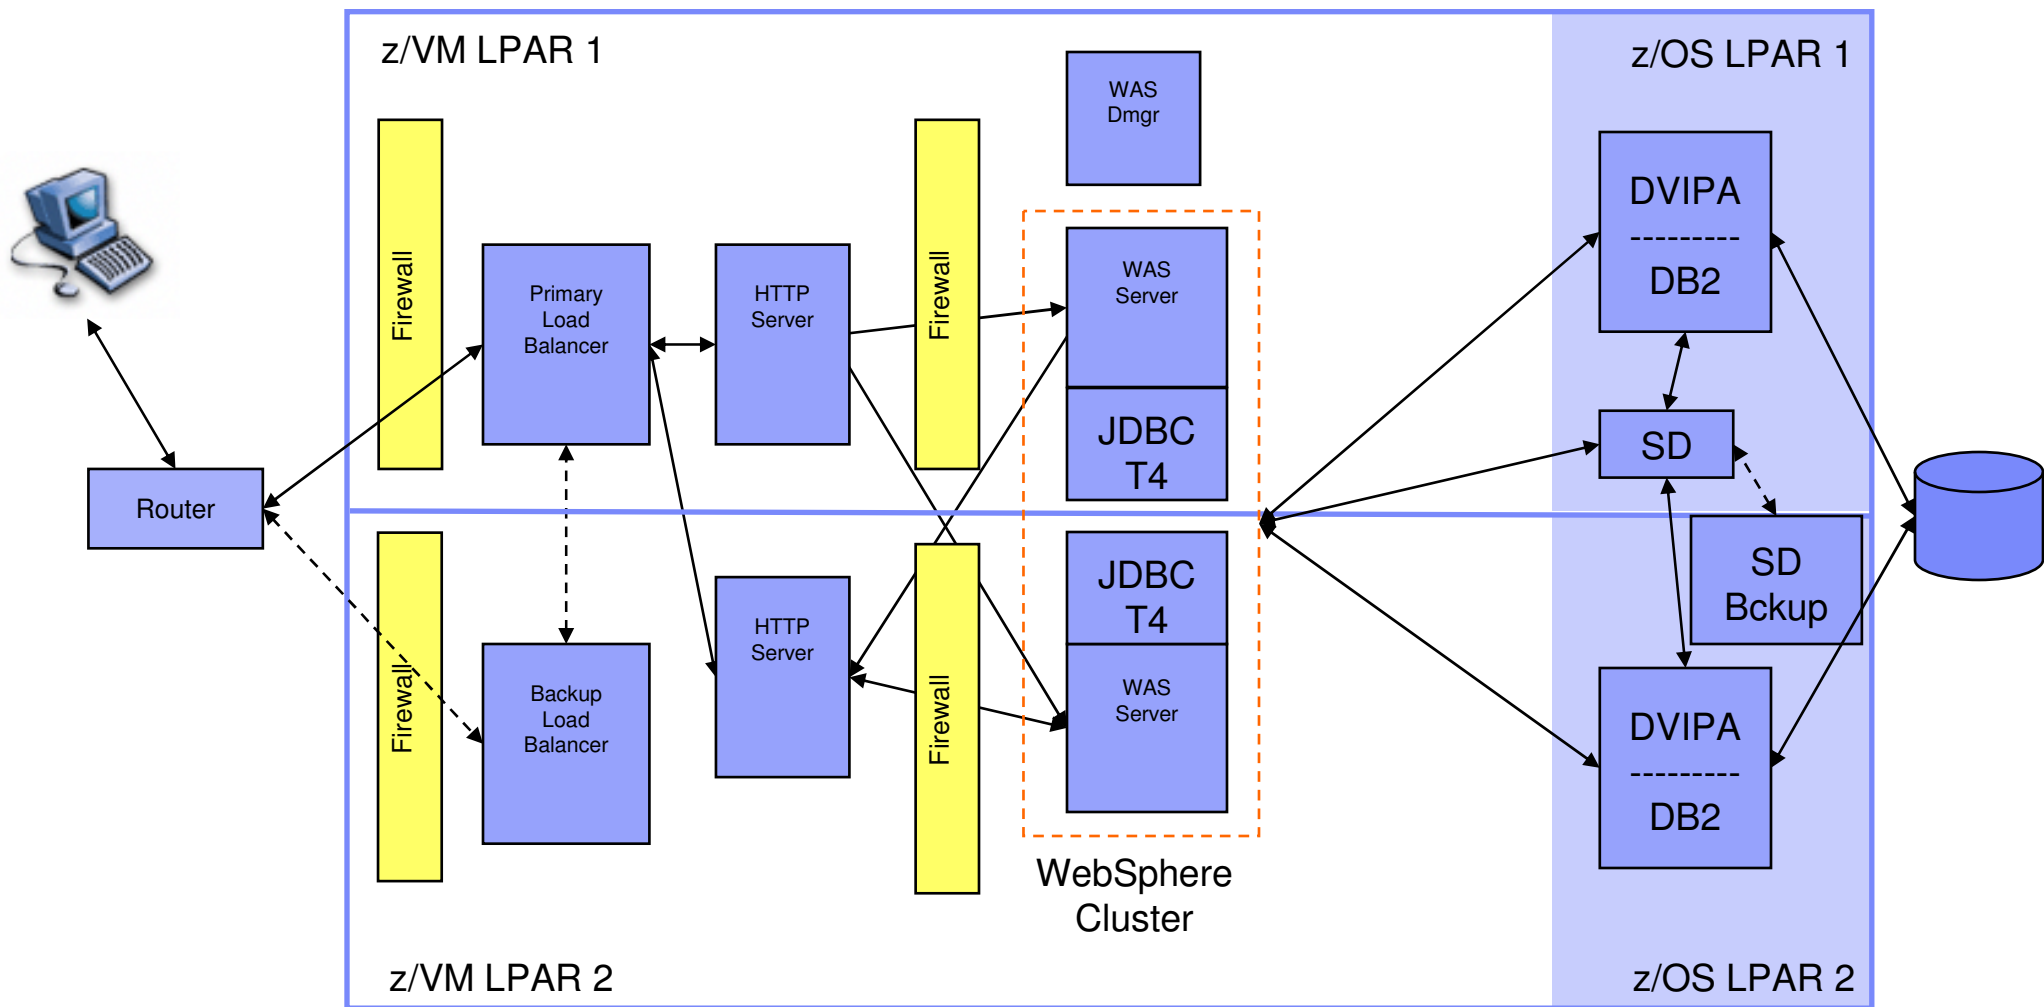 z/VM LPAR 1
z/OS LPAR 1
WAS
Dmgr
Firewall
Primary
Load
Balancer
HTTP
Server
Firewall
WAS
Server
JDBC
T4
DVIPA
---------
DB2
SD
Router
Firewall
Backup
Load
Balancer
HTTP
Server
Firewall
JDBC
T4
WAS
Server
SD
Bckup
DVIPA
---------
DB2
WebSphere
Cluster
z/VM LPAR 2
z/OS LPAR 2